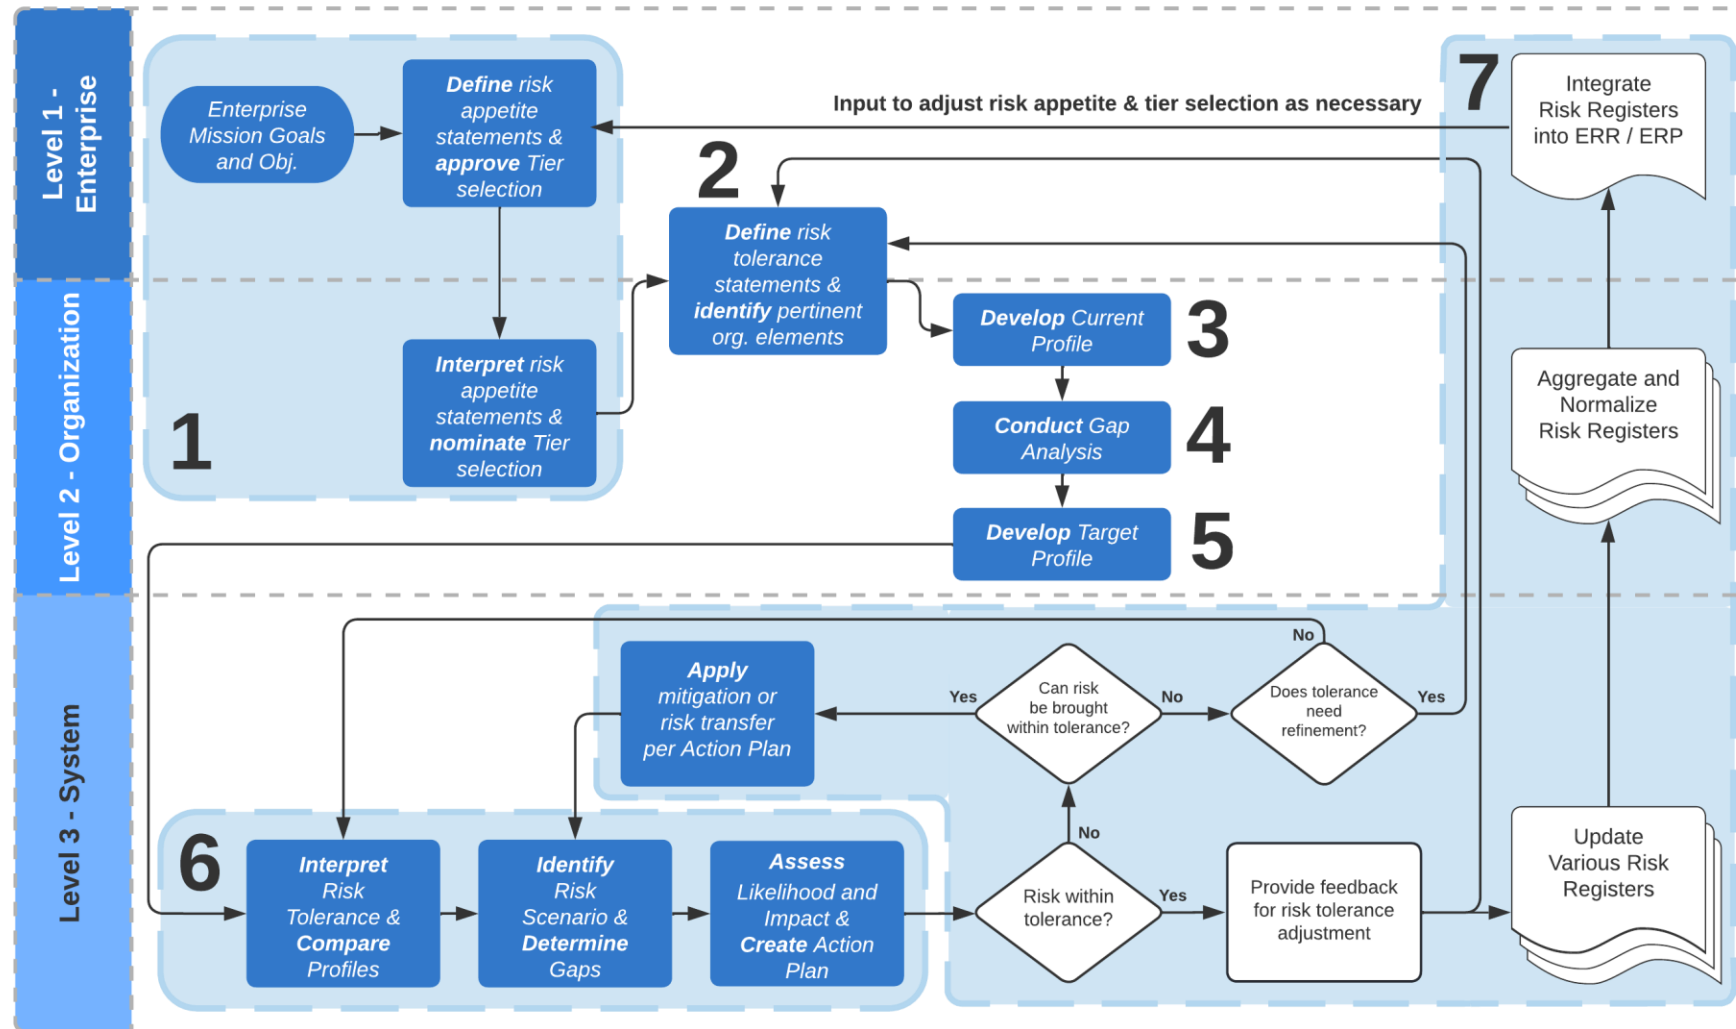 Level 1 -
Enterprise
Level 2 - Organization
Level 3 - System
Enterprise
Mission Goals
and Obj.
Define risk
appetite
statements &
approve Tier
selection
Interpret risk
appetite
statements &
nominate Tier
selection
1
Input to adjust risk appetite & tier selection as necessary
2
Define risk
tolerance
statements &
identify pertinent
org. elements
Develop Current
Profile
3
Conduct Gap
Analysis
4
Develop Target
Profile
5
6
Interpret
Risk
Tolerance &
Compare
Profiles
Identify
Risk
Scenario &
Determine
Gaps
Assess
Likelihood and
Impact &
Create Action
Plan
Apply
mitigation or
risk transfer
per Action Plan
Risk within
tolerance?
No
Yes
Can risk
be brought
within tolerance?
Yes
No
Does tolerance
need
refinement?
No
Yes
Provide feedback
for risk tolerance
adjustment
7
Integrate
Risk Registers
into ERR / ERP
Aggregate and
Normalize
Risk Registers
Update
Various Risk
Registers